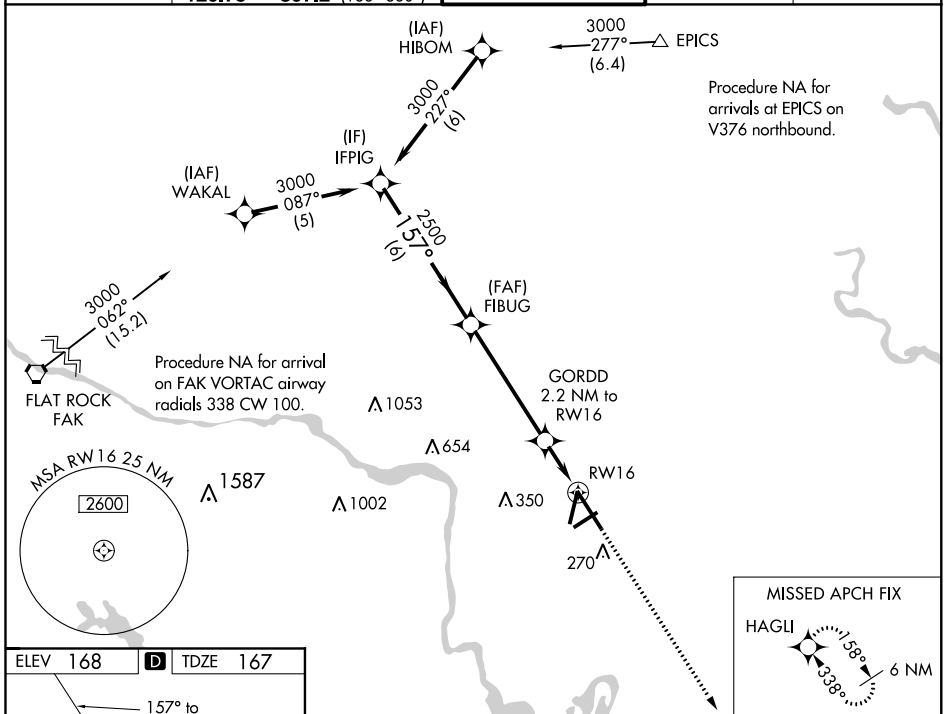 (IAF)
HIBOM
3000
277°
(6.4)
EPICS
Procedure NA for
arrivals at EPICS on
V376 northbound.
3000
227°
(6)
(IF)
IFPIG
(IAF)
WAKAL
3000
087°
(5)
2500
157°
(6)
(FAF)
FIBUG
3000
062°
(15.2)
FLAT ROCK
FAK
Procedure NA for arrival
on FAK VORTAC airway
radials 338 CW 100.
1053
654
GORDD
2.2 NM to
RW16
RW16
MSA RW16 25 NM
2600
1587
1002
350
270
MISSED APCH FIX
HAGLI
158°
338°
6 NM
ELEV 168
D
TDZE 167
157° to